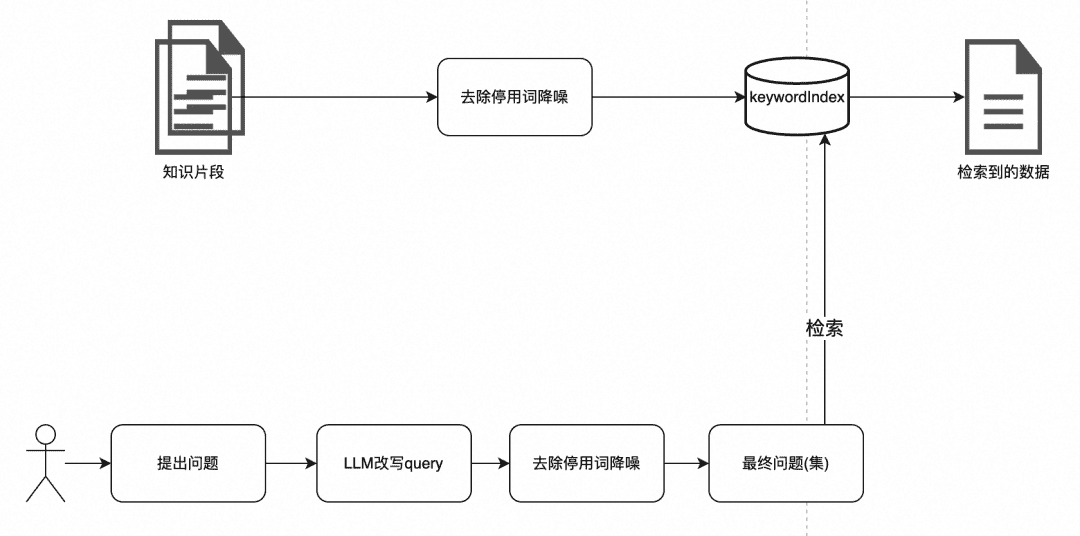 去除停用词降噪
keywordIndex
知识片段
检索到的数据
检索
提出问题
LLM改写query
去除停用词降噪
最终问题(集)